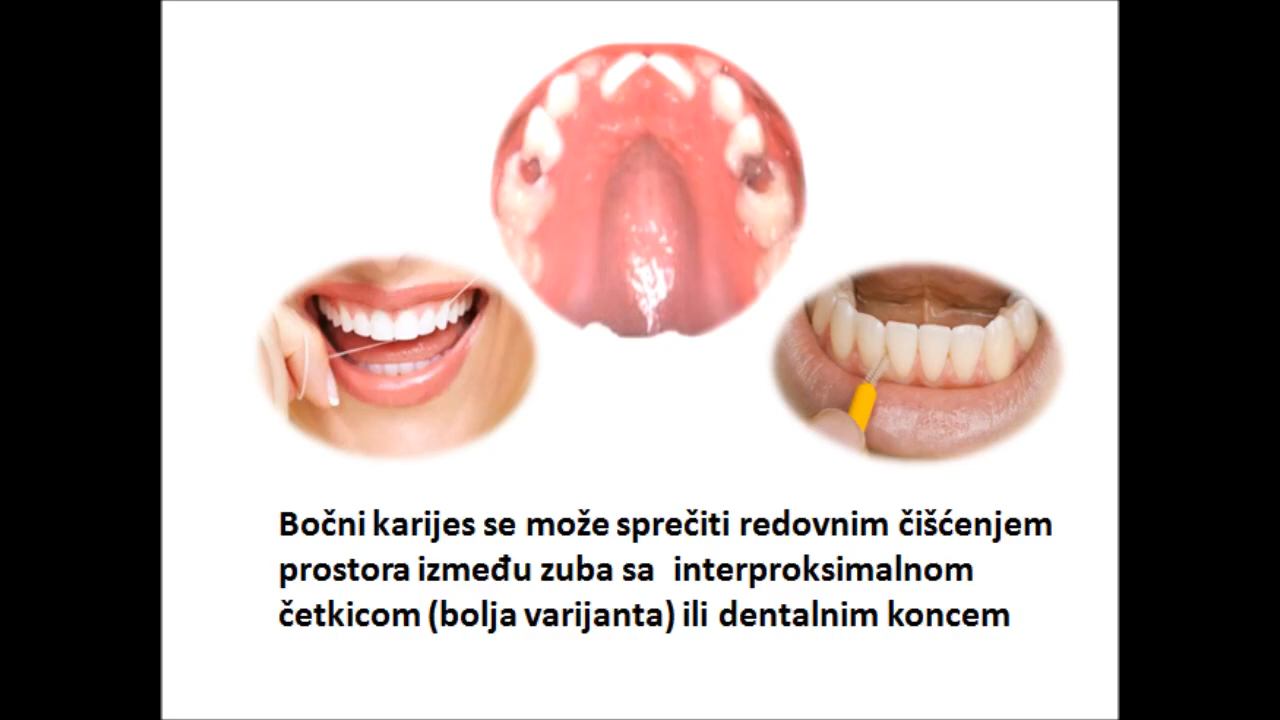 Bočni karijes se može sprečiti redovnim čišćenjem
prostora između zuba sa interproksimalnom
četkicom (bolja varijanta) ili dentalnim koncem